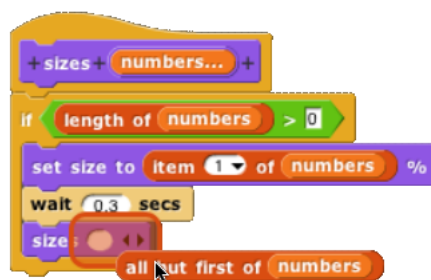 + sizes + numbers... +
if length of numbers > 0
set size to item 1 of numbers %
wait 0.3 secs
sizes
all but first of numbers